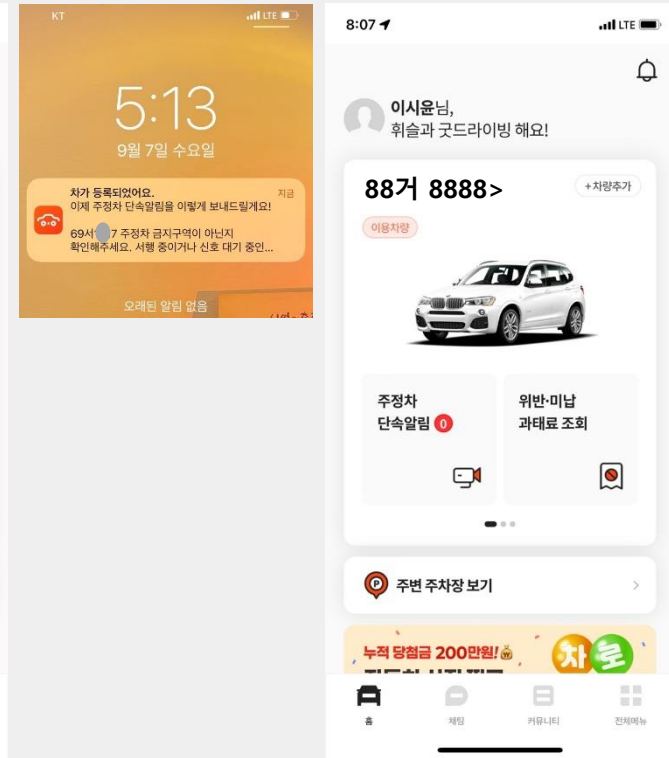 KT
LTE
5:13
9월 7일 수요일
차가 등록되었어요.
지금
이제 주정차 단속알림을 이렇게 보내드릴게요!
69서 7 주정차 금지구역이 아닌지
확인해주세요. 서행 중이거나 신호 대기 중인...
오래된 알림 없음
8:07
LTE
이시윤님,
휘슬과 굿드라이빙 해요!
88거 8888>
+차량추가
이용차량
주정차
단속알림 0
위반·미납
과태료 조회
P 주변 주차장 보기
누적 당첨금 200만원!
차로
홈
채팅
커뮤니티
전체메뉴